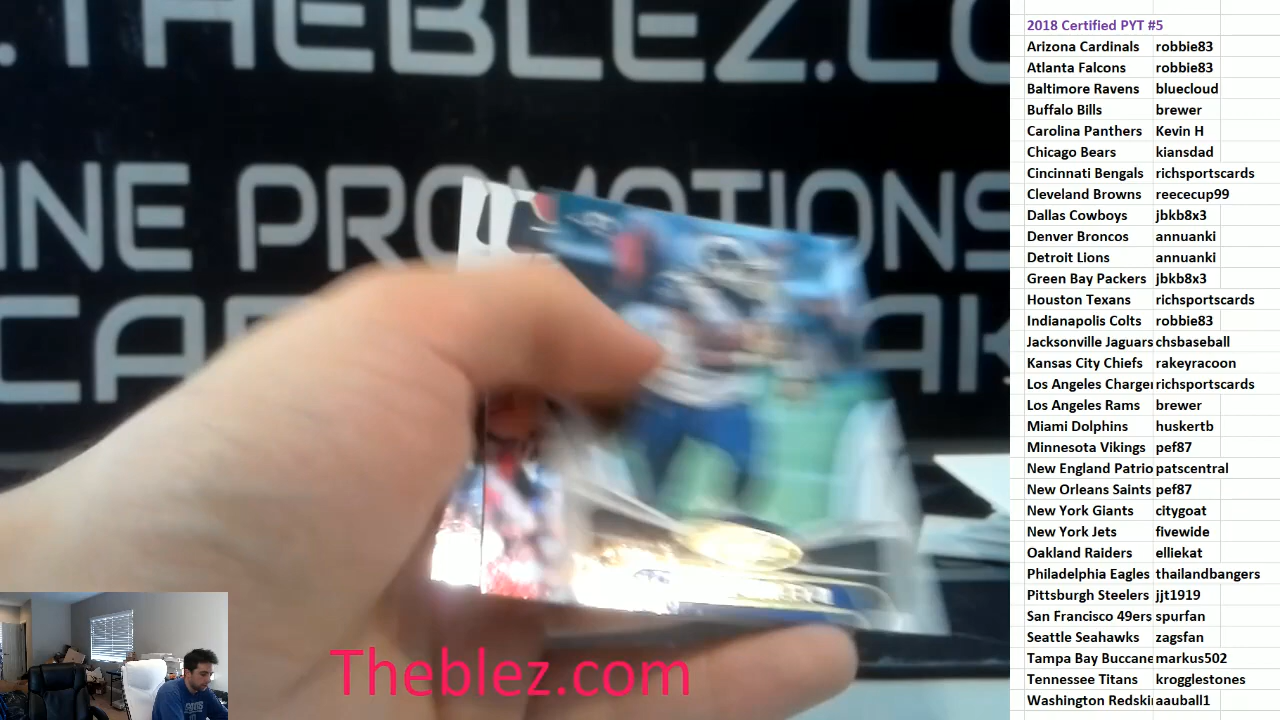 .THEBLEZ.CO
INE PROMOTIONS
CA AK
Theblez.com
2018 Certified PYT #5
Arizona Cardinals robbie83
Atlanta Falcons robbie83
Baltimore Ravens bluecloud
Buffalo Bills brewer
Carolina Panthers Kevin H
Chicago Bears kiansdad
Cincinnati Bengals richsportscards
Cleveland Browns reececup99
Dallas Cowboys jbkb8x3
Denver Broncos annuanki
Detroit Lions annuanki
Green Bay Packers jbkb8x3
Houston Texans richsportscards
Indianapolis Colts robbie83
Jacksonville Jaguars chsbaseball
Kansas City Chiefs rakeyracoon
Los Angeles Charger richsportscards
Los Angeles Rams brewer
Miami Dolphins huskertb
Minnesota Vikings pef87
New England Patrio patscentral
New Orleans Saints pef87
New York Giants citygoat
New York Jets fivewide
Oakland Raiders elliekat
Philadelphia Eagles thailandbangers
Pittsburgh Steelers jjt1919
San Francisco 49ers spurfan
Seattle Seahawks zagsfan
Tampa Bay Buccane markus502
Tennessee Titans krogglestones
Washington Redski aauball1